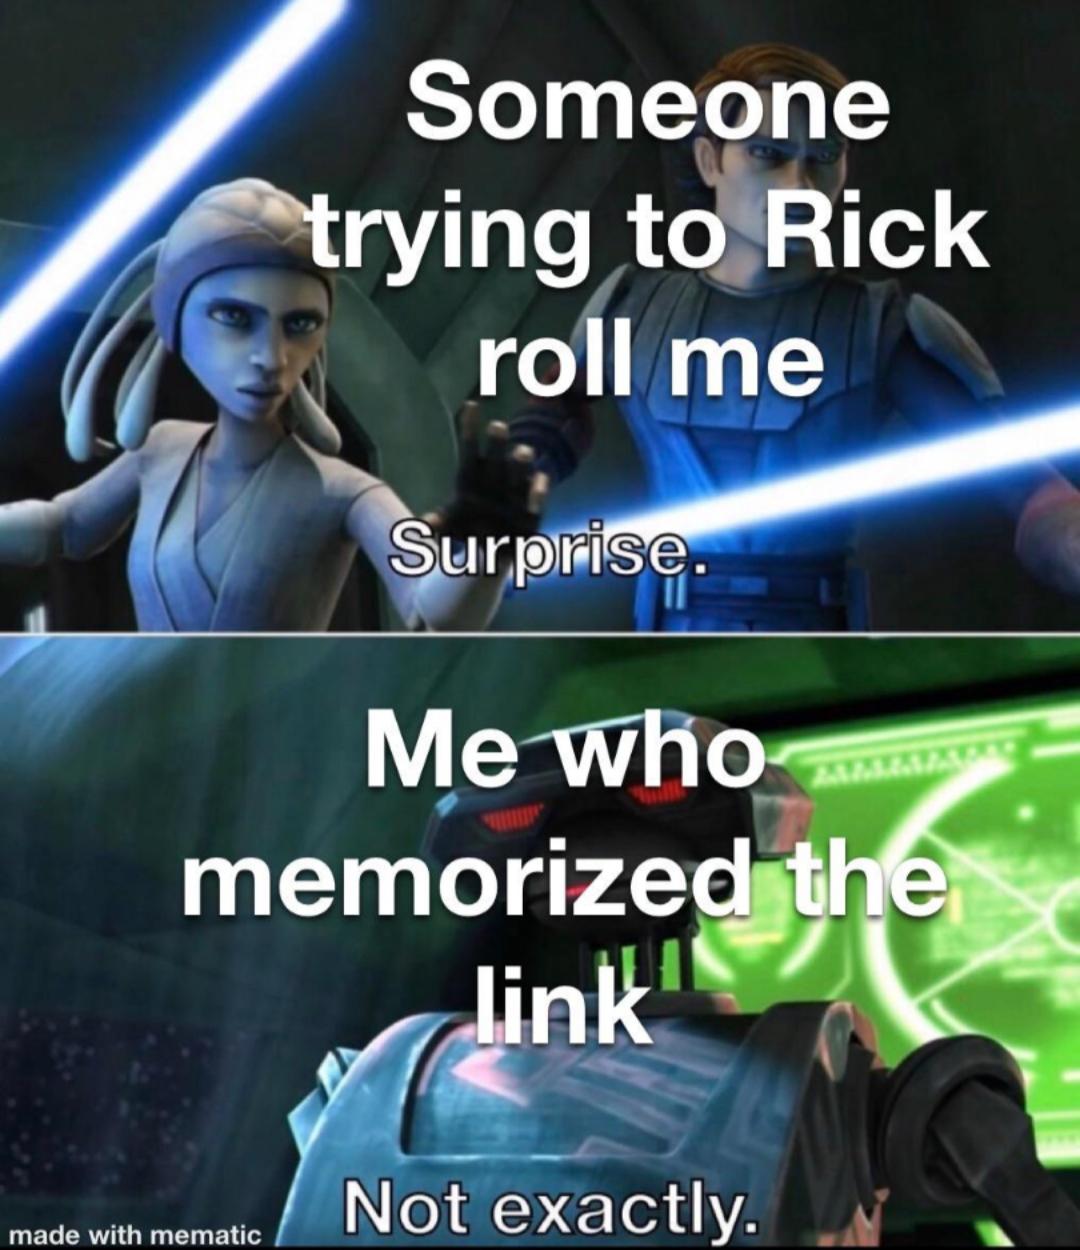 Someone
trying to Rick
roll me
Surprise.
Me who
memorized the
link
Not exactly.
made with mematic